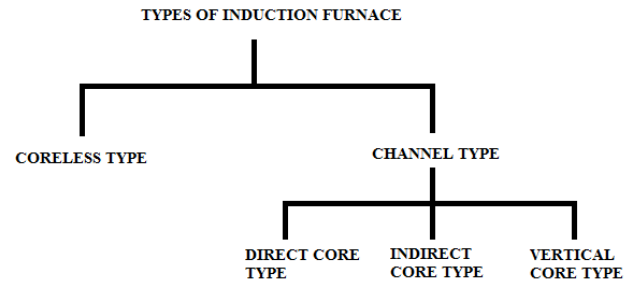 TYPES OF INDUCTION FURNACE
CORELESS TYPE
CHANNEL TYPE
DIRECT CORE
TYPE
INDIRECT
CORE TYPE
VERTICAL
CORE TYPE